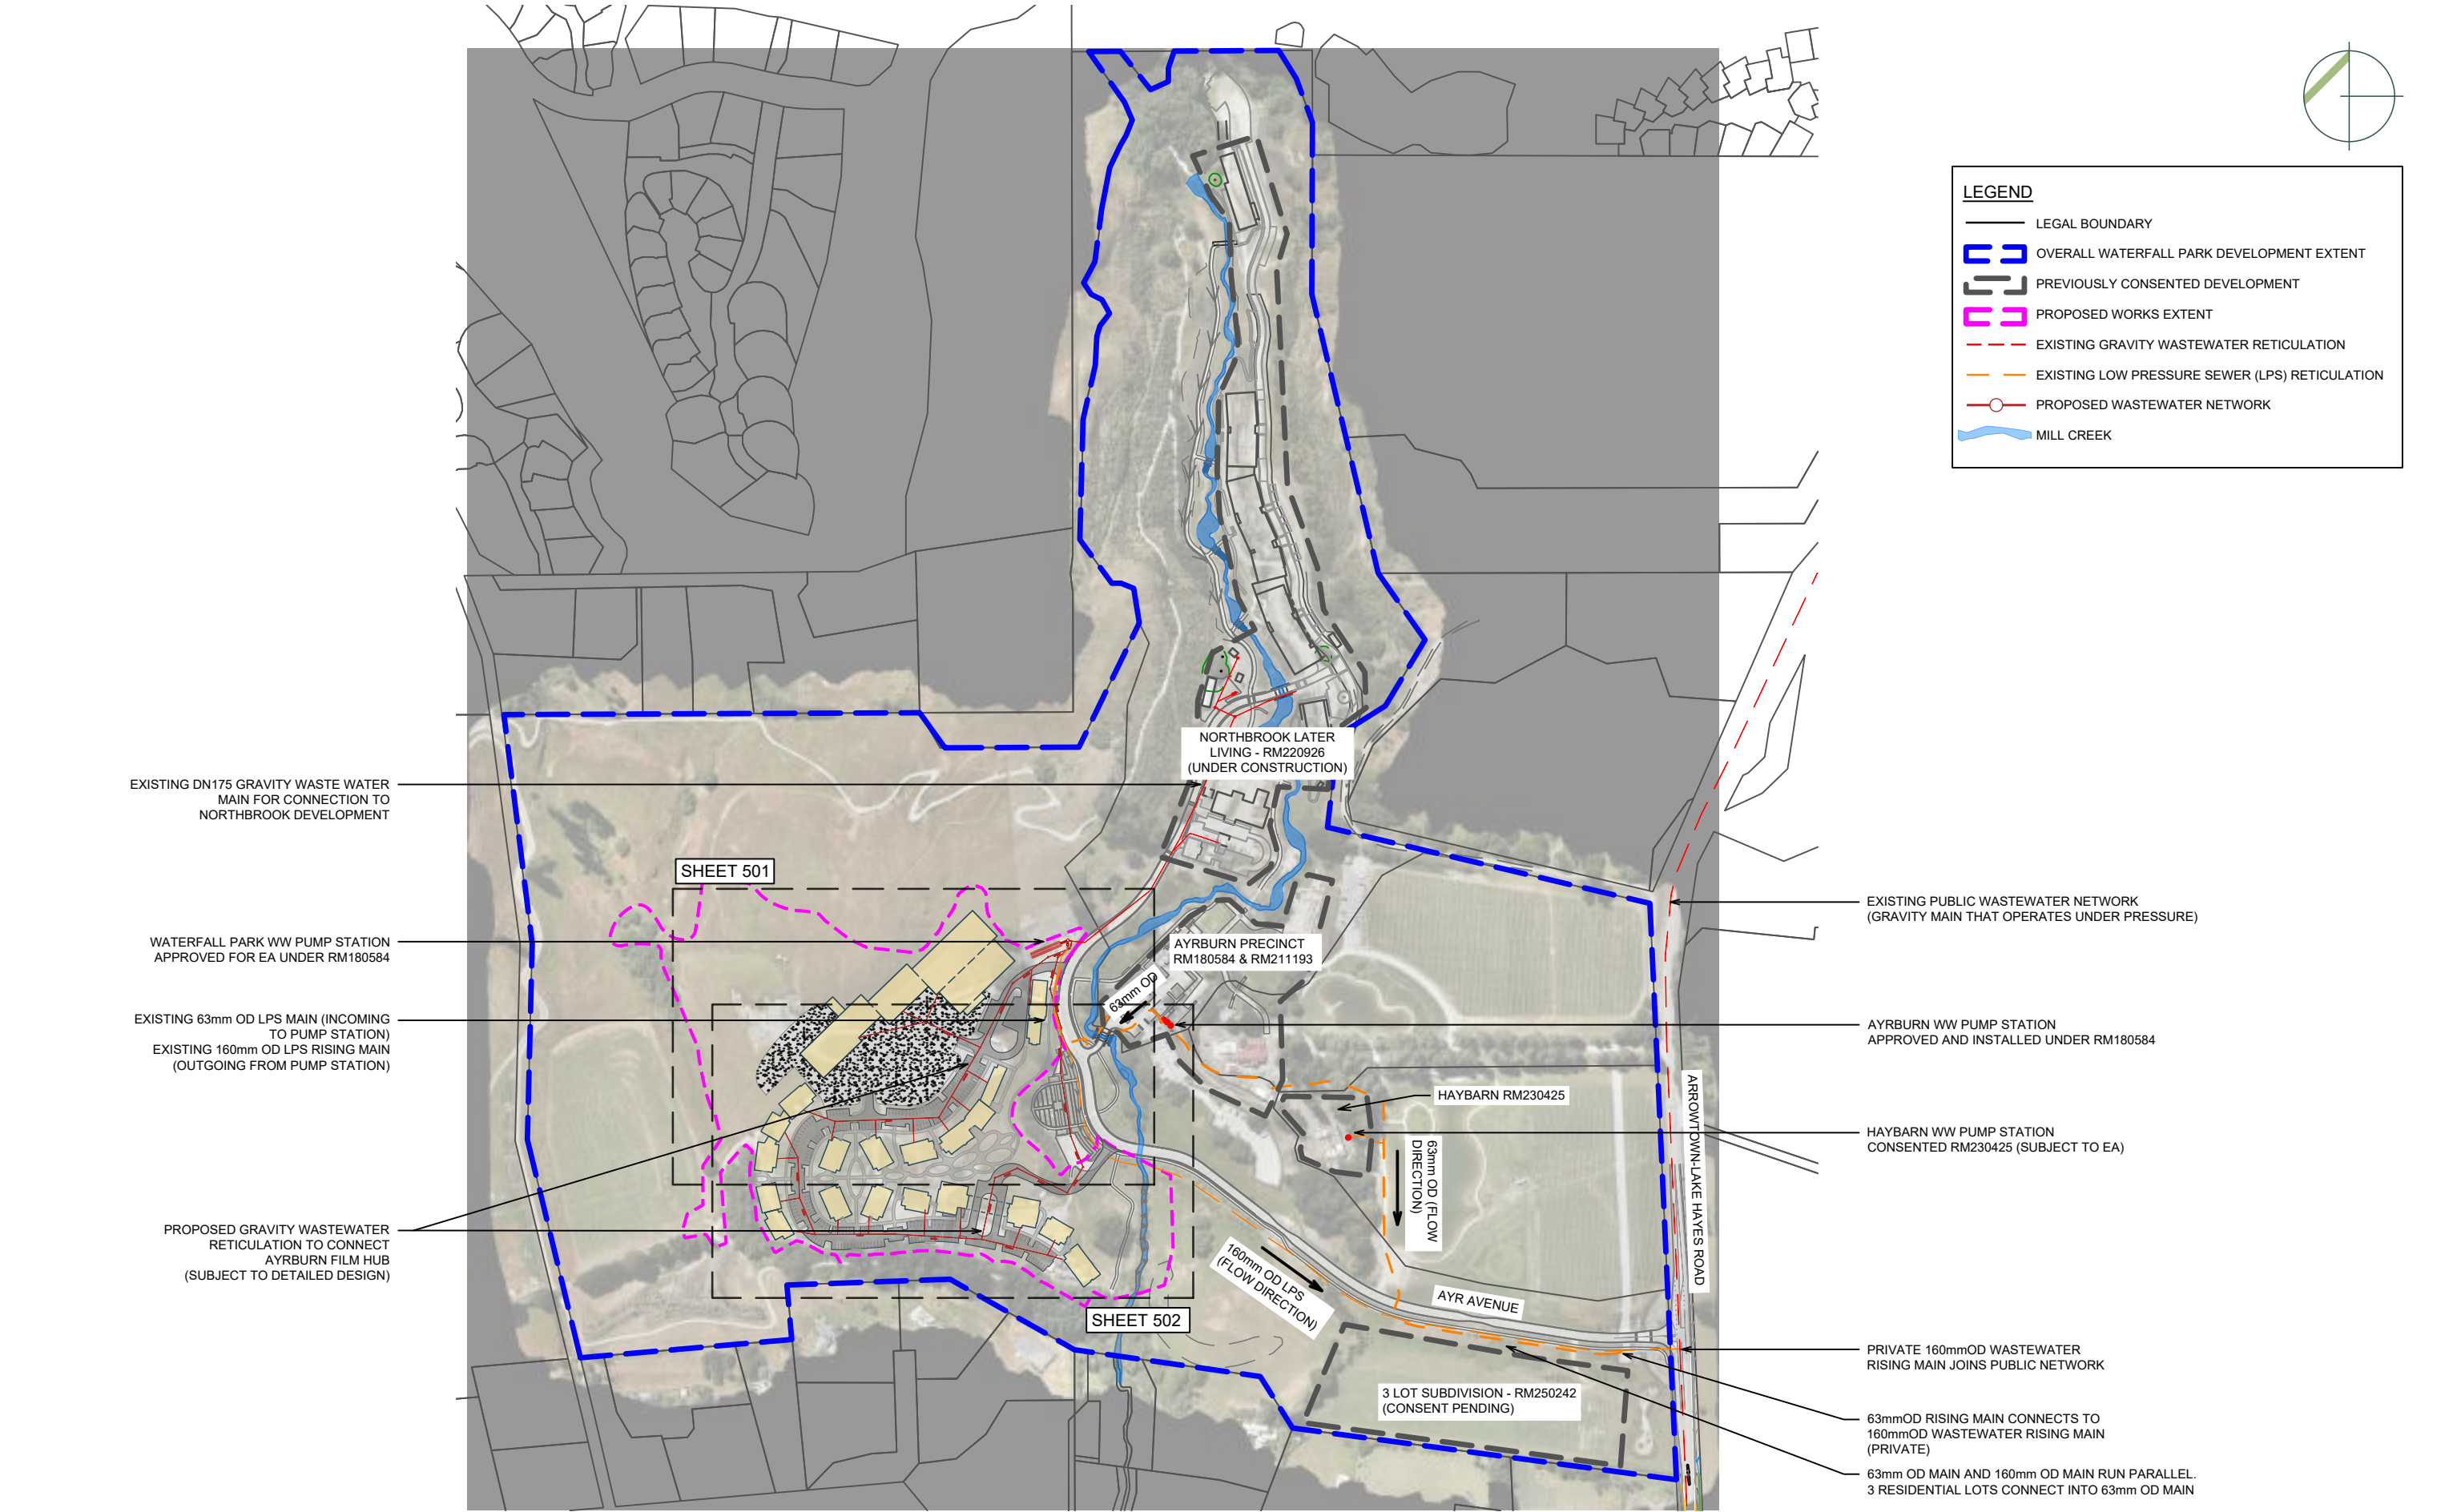 LEGEND
LEGAL BOUNDARY
OVERALL WATERFALL PARK DEVELOPMENT EXTENT
PREVIOUSLY CONSENTED DEVELOPMENT
PROPOSED WORKS EXTENT
EXISTING GRAVITY WASTEWATER RETICULATION
EXISTING LOW PRESSURE SEWER (LPS) RETICULATION
PROPOSED WASTEWATER NETWORK
MILL CREEK
NORTHBROOK LATER
LIVING - RM220926
(UNDER CONSTRUCTION)
EXISTING DN175 GRAVITY WASTE WATER
MAIN FOR CONNECTION TO
NORTHBROOK DEVELOPMENT
SHEET 501
WATERFALL PARK WW PUMP STATION
APPROVED FOR EA UNDER RM180584
EXISTING 63mm OD LPS MAIN (INCOMING
TO PUMP STATION)
EXISTING 160mm OD LPS RISING MAIN
(OUTGOING FROM PUMP STATION)
PROPOSED GRAVITY WASTEWATER
RETICULATION TO CONNECT
AYRBURN FILM HUB
(SUBJECT TO DETAILED DESIGN)
AYRBURN PRECINCT
RM180584 & RM211193
63mm OD
HAYBARN RM230425
63mm OD (FLOW
DIRECTION)
160mm OD LPS
(FLOW DIRECTION)
AYR AVENUE
SHEET 502
3 LOT SUBDIVISION - RM250242
(CONSENT PENDING)
ARROWTOWN-LAKE HAYES ROAD
EXISTING PUBLIC WASTEWATER NETWORK
(GRAVITY MAIN THAT OPERATES UNDER PRESSURE)
AYRBURN WW PUMP STATION
APPROVED AND INSTALLED UNDER RM180584
HAYBARN WW PUMP STATION
CONSENTED RM230425 (SUBJECT TO EA)
PRIVATE 160mmOD WASTEWATER
RISING MAIN JOINS PUBLIC NETWORK
63mmOD RISING MAIN CONNECTS TO
160mmOD WASTEWATER RISING MAIN
(PRIVATE)
63mm OD MAIN AND 160mm OD MAIN RUN PARALLEL.
3 RESIDENTIAL LOTS CONNECT INTO 63mm OD MAIN